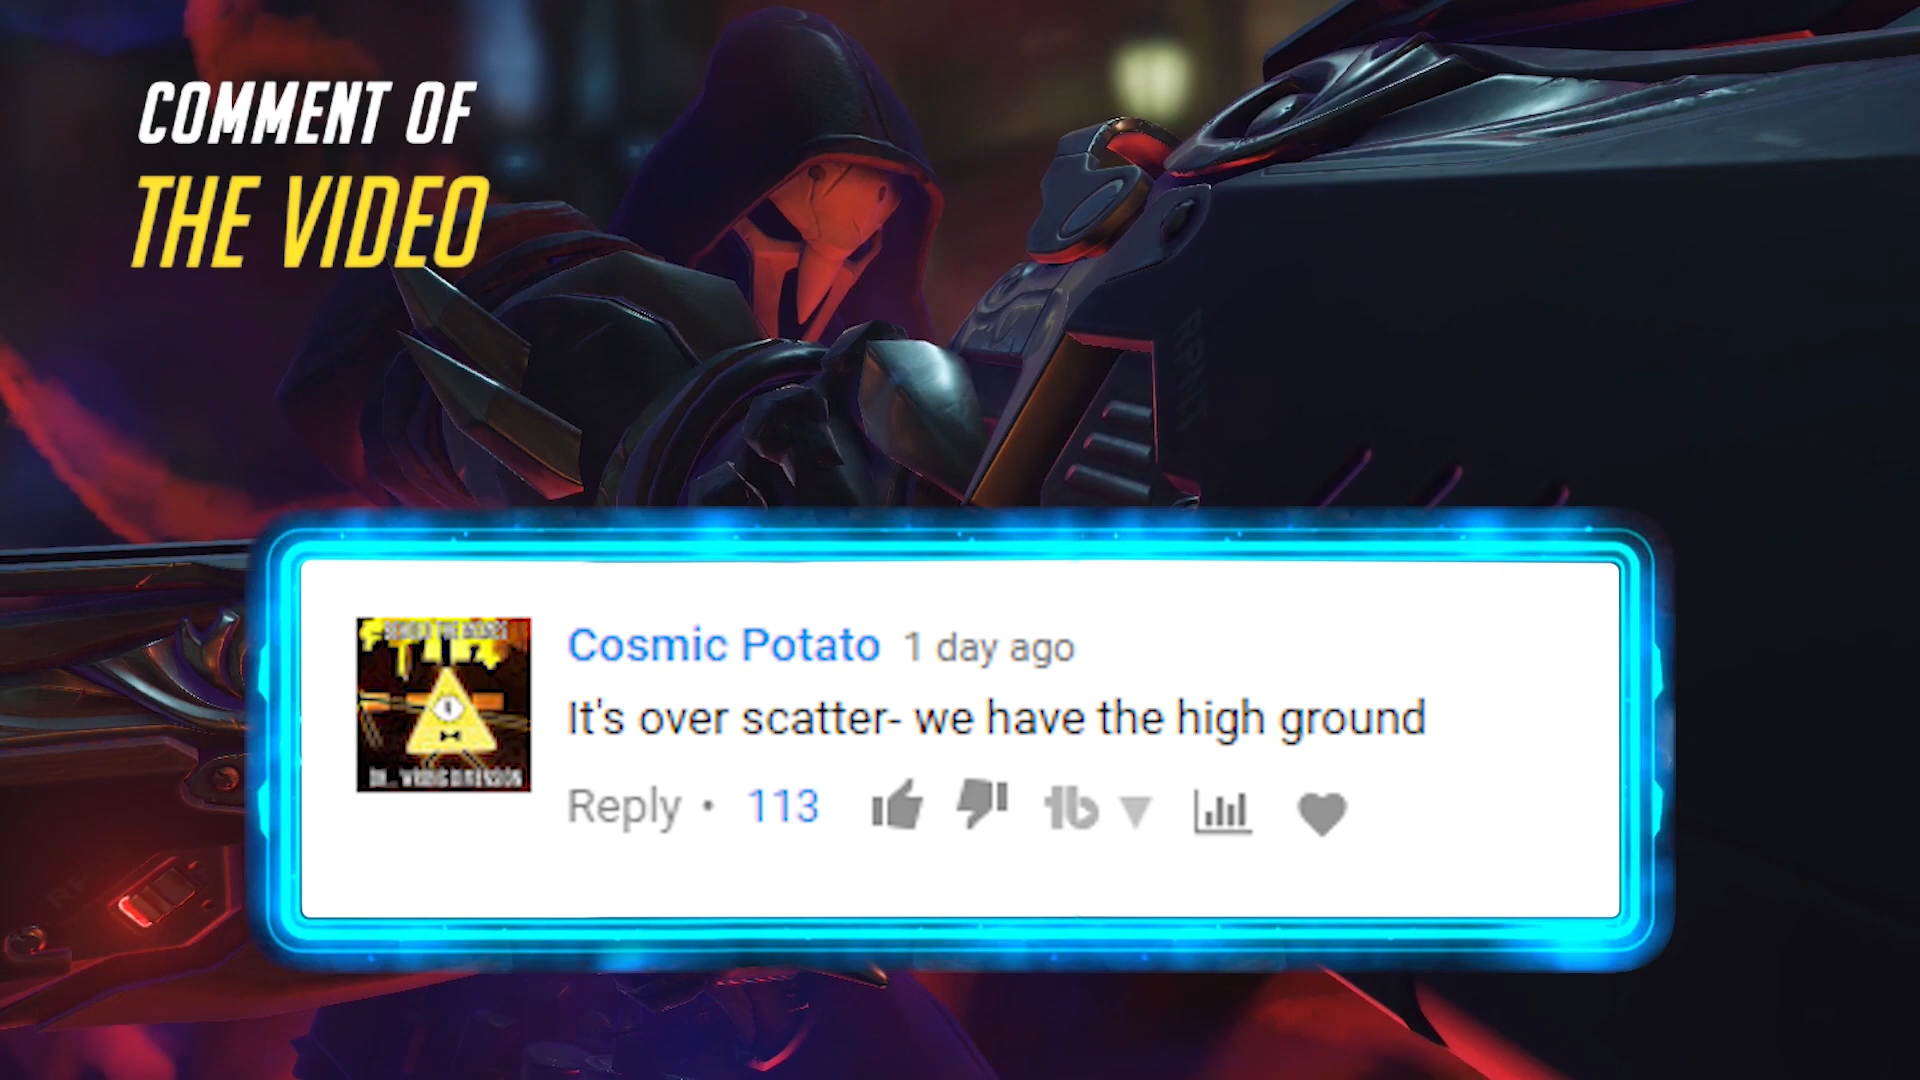 COMMENT OF
THE VIDEO
Cosmic Potato 1 day ago
It's over scatter- we have the high ground
Reply • 113